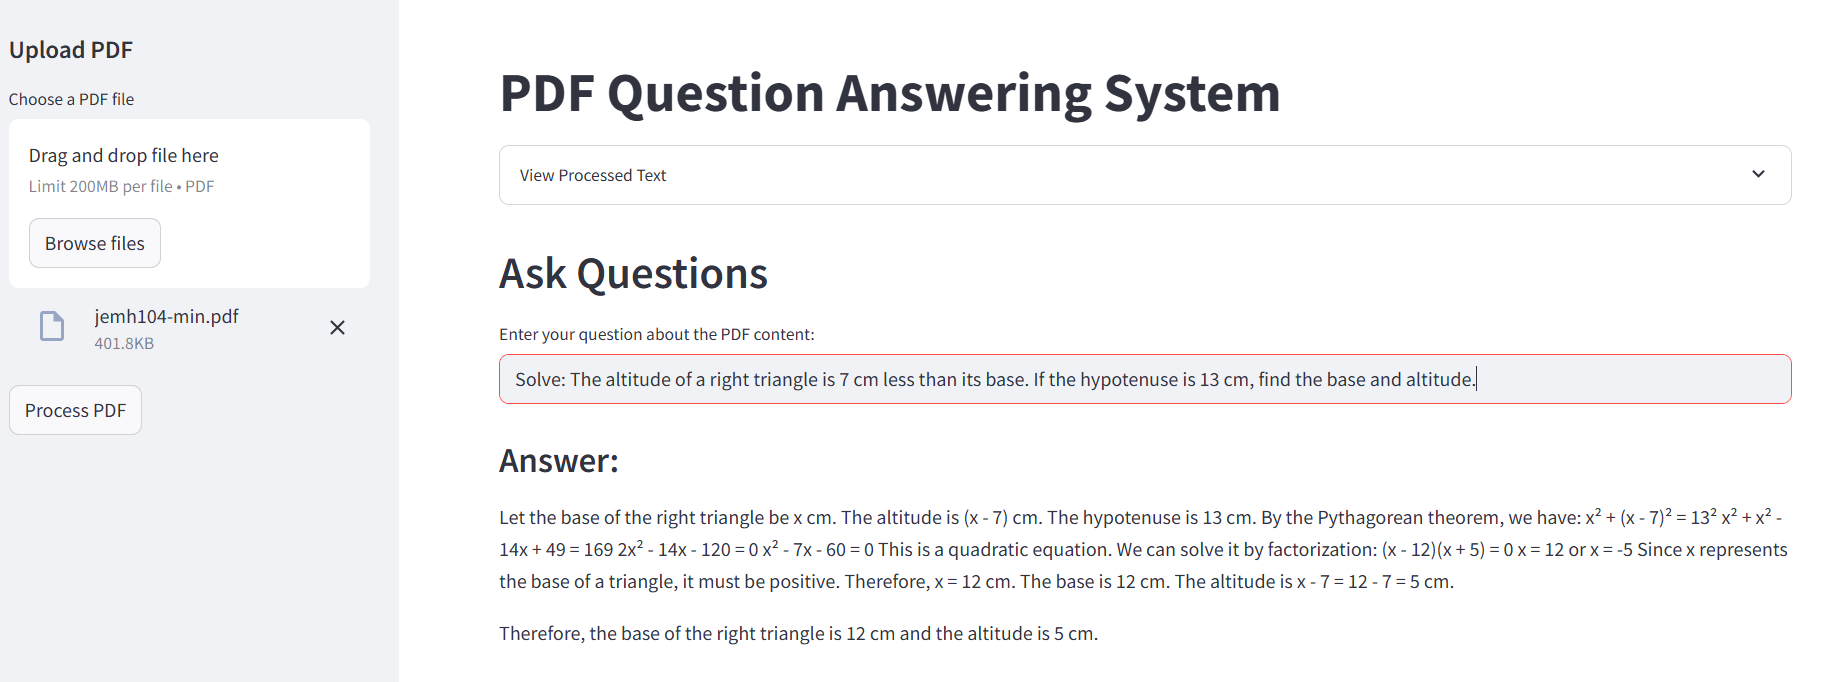 Upload PDF
Choose a PDF file
Drag and drop file here
Limit 200MB per file • PDF
Browse files
jemh104-min.pdf
401.8KB
Process PDF
PDF Question Answering System
View Processed Text
Ask Questions
Enter your question about the PDF content:
Solve: The altitude of a right triangle is 7 cm less than its base. If the hypotenuse is 13 cm, find the base and altitude.
Answer:
Let the base of the right triangle be x cm. The altitude is (x - 7) cm. The hypotenuse is 13 cm. By the Pythagorean theorem, we have: x² + (x - 7)² = 13² x² + x² -
14x + 49 = 169 2x² - 14x - 120 = 0 x² - 7x - 60 = 0 This is a quadratic equation. We can solve it by factorization: (x - 12)(x + 5) = 0 x = 12 or x = -5 Since x represents
the base of a triangle, it must be positive. Therefore, x = 12 cm. The base is 12 cm. The altitude is x - 7 = 12 - 7 = 5 cm.
Therefore, the base of the right triangle is 12 cm and the altitude is 5 cm.